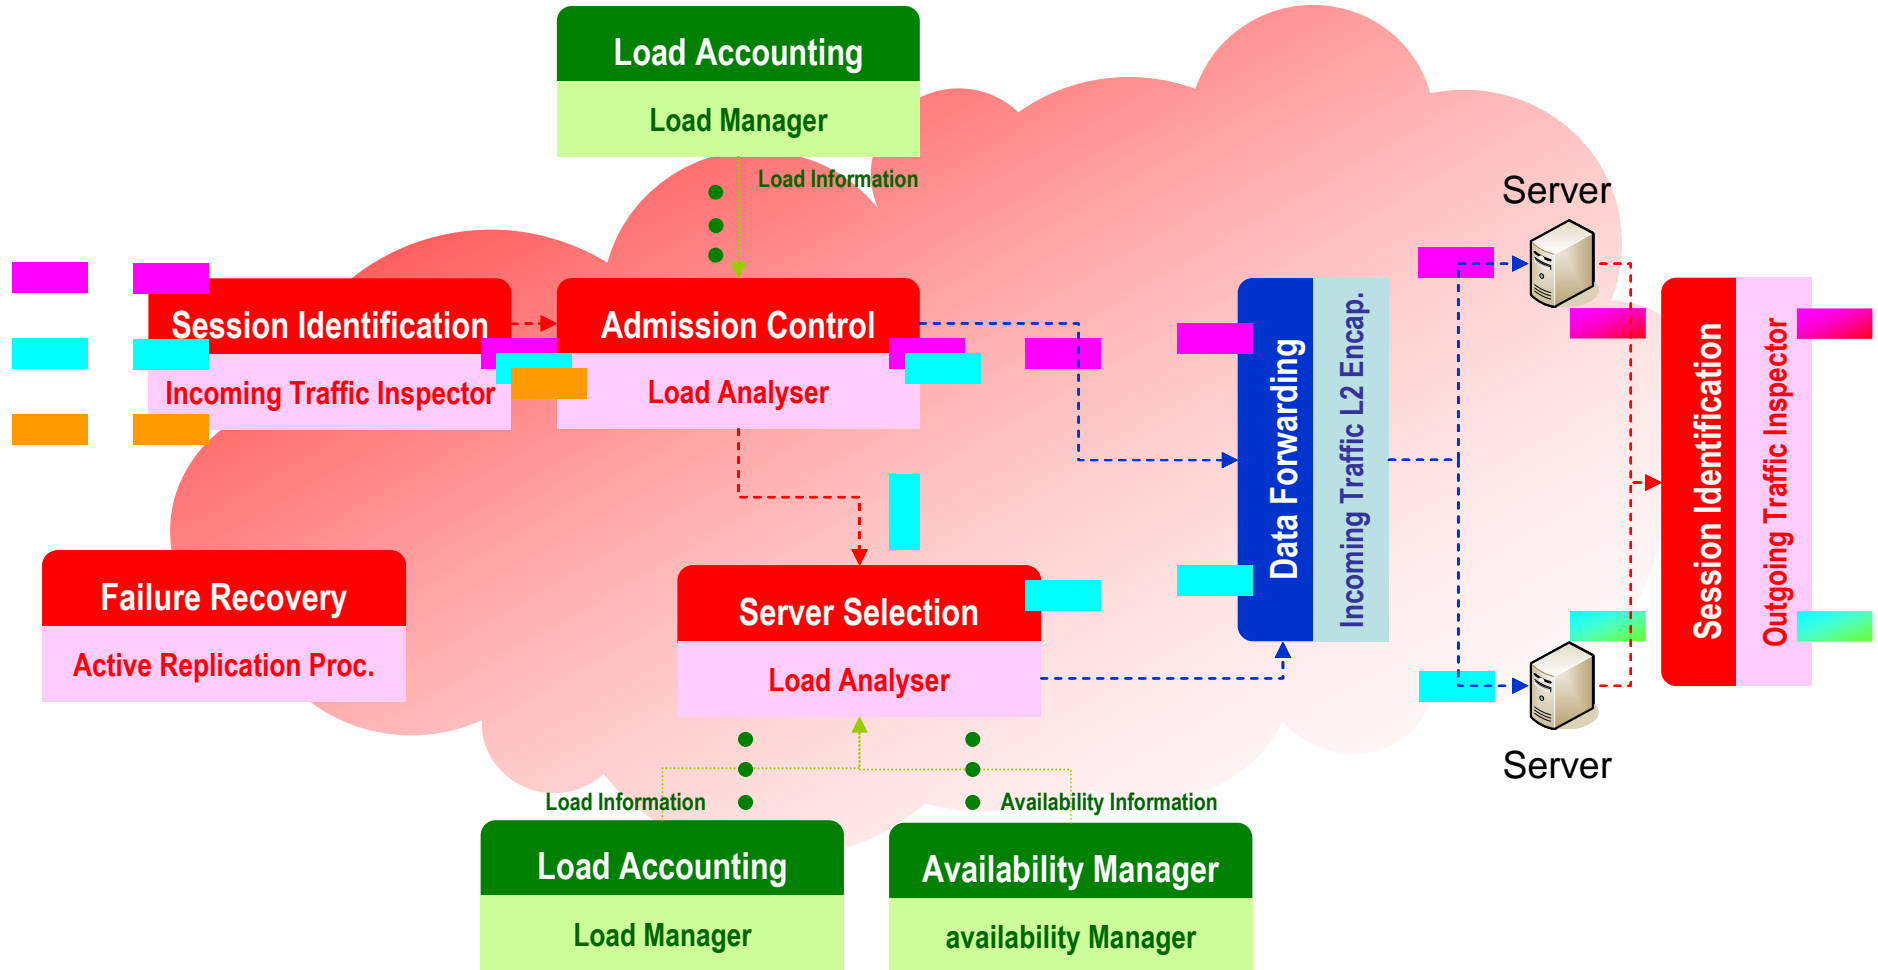 Load Accounting
Load Manager
Load Information
Server
Session Identification
Incoming Traffic Inspector
Admission Control
Load Analyser
Data Forwarding
Incoming Traffic L2 Encap.
Session Identification
Outgoing Traffic Inspector
Failure Recovery
Active Replication Proc.
Server Selection
Load Analyser
Server
Load Information
Availability Information
Load Accounting
Load Manager
Availability Manager
availability Manager